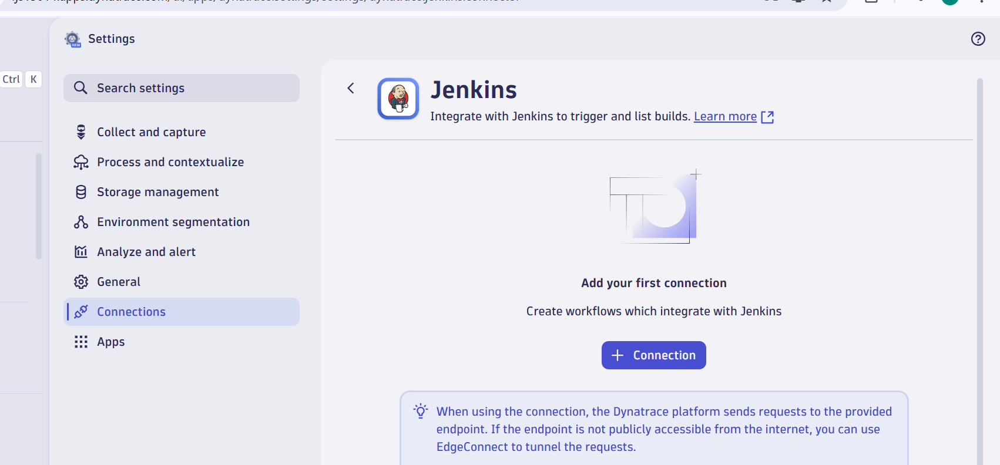 Settings
NEW
Ctrl K
Search settings
Collect and capture
Process and contextualize
Storage management
Environment segmentation
Analyze and alert
General
Connections
Apps
Jenkins
Integrate with Jenkins to trigger and list builds. Learn more
Add your first connection
Create workflows which integrate with Jenkins
+ Connection
When using the connection, the Dynatrace platform sends requests to the provided
endpoint. If the endpoint is not publicly accessible from the internet, you can use
EdgeConnect to tunnel the requests.